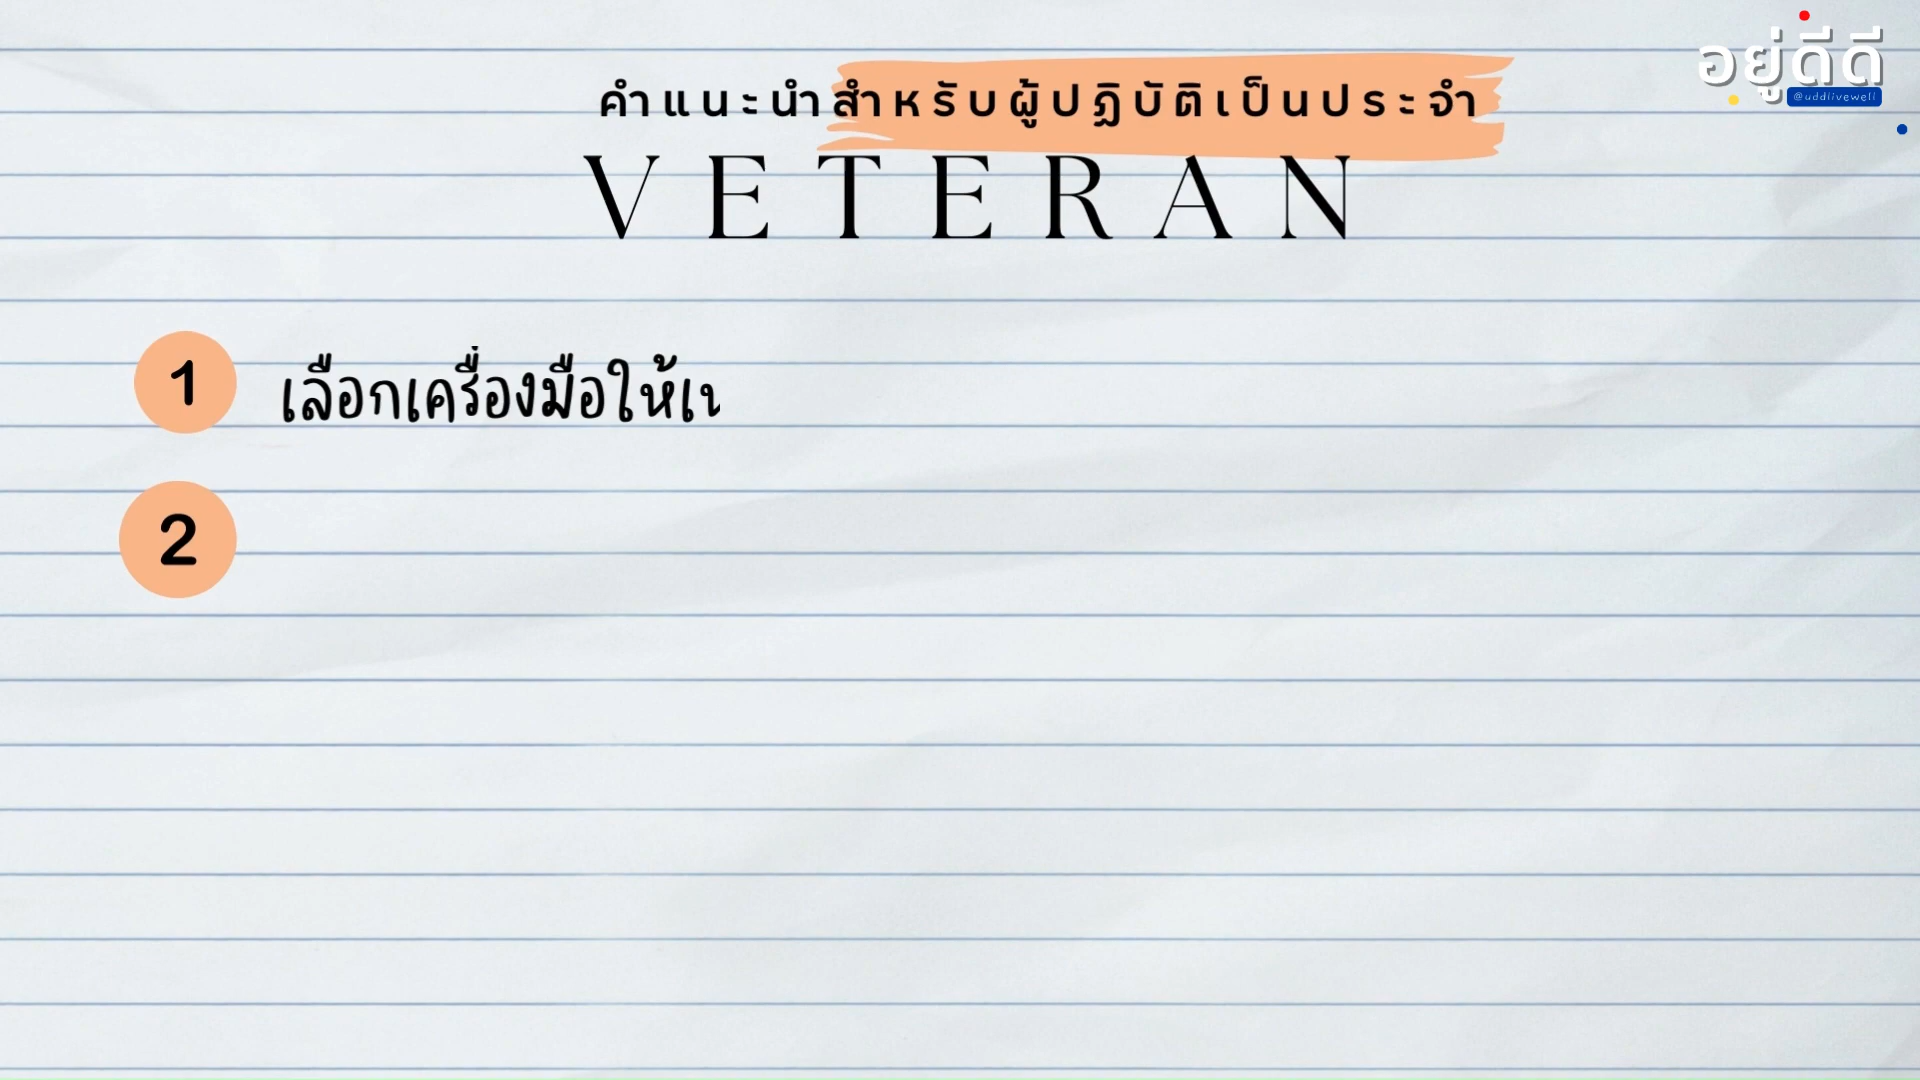 อยู่ดีดี
@uddlivewell
คำแนะนำสำหรับผู้ปฏิบัติเป็นประจำ
VETERAN
1 เลือกเครื่องมือให้
2